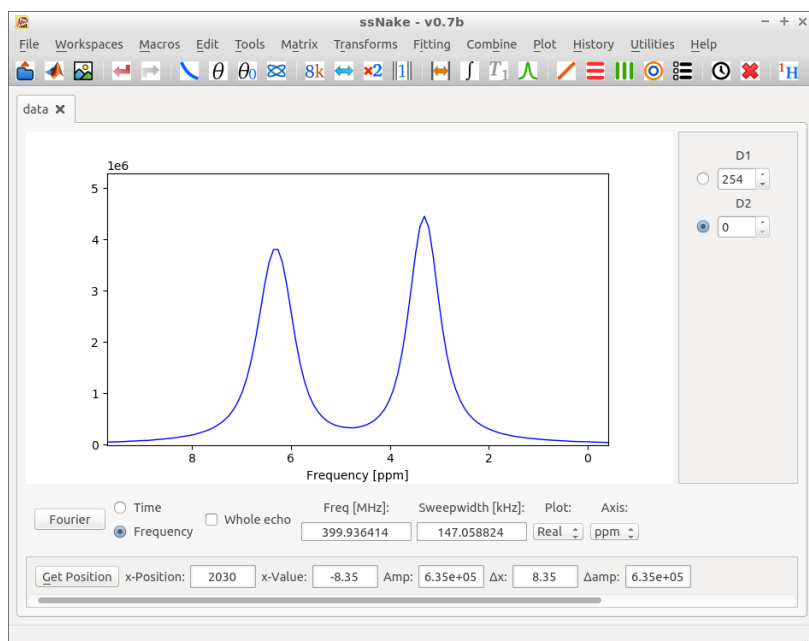 ssNake - v0.7b
File Workspaces Macros Edit Tools Matrix Transforms Fitting Combine Plot History Utilities Help
θ θ0 8k ×2 ‖1‖ ∫ T1 1H
data
1e6
5
4
3
2
1
0
8 6 4 2 0
Frequency [ppm]
D1
254
D2
0
Fourier
Time
Frequency
Whole echo
Freq [MHz]: Sweepwidth [kHz]: Plot: Axis:
399.936414 147.058824 Real ppm
Get Position x-Position: 2030 x-Value: -8.35 Amp: 6.35e+05 Δx: 8.35 Δamp: 6.35e+05